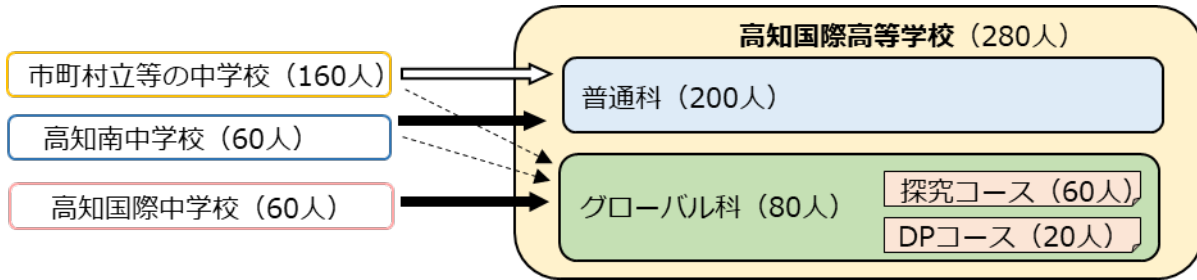 高知国際高等学校（280人）
市町村立等の中学校（160人）
普通科（200人）
高知南中学校（60人）
高知国際中学校（60人）
グローバル科（80人）
探究コース（60人）
DPコース（20人）